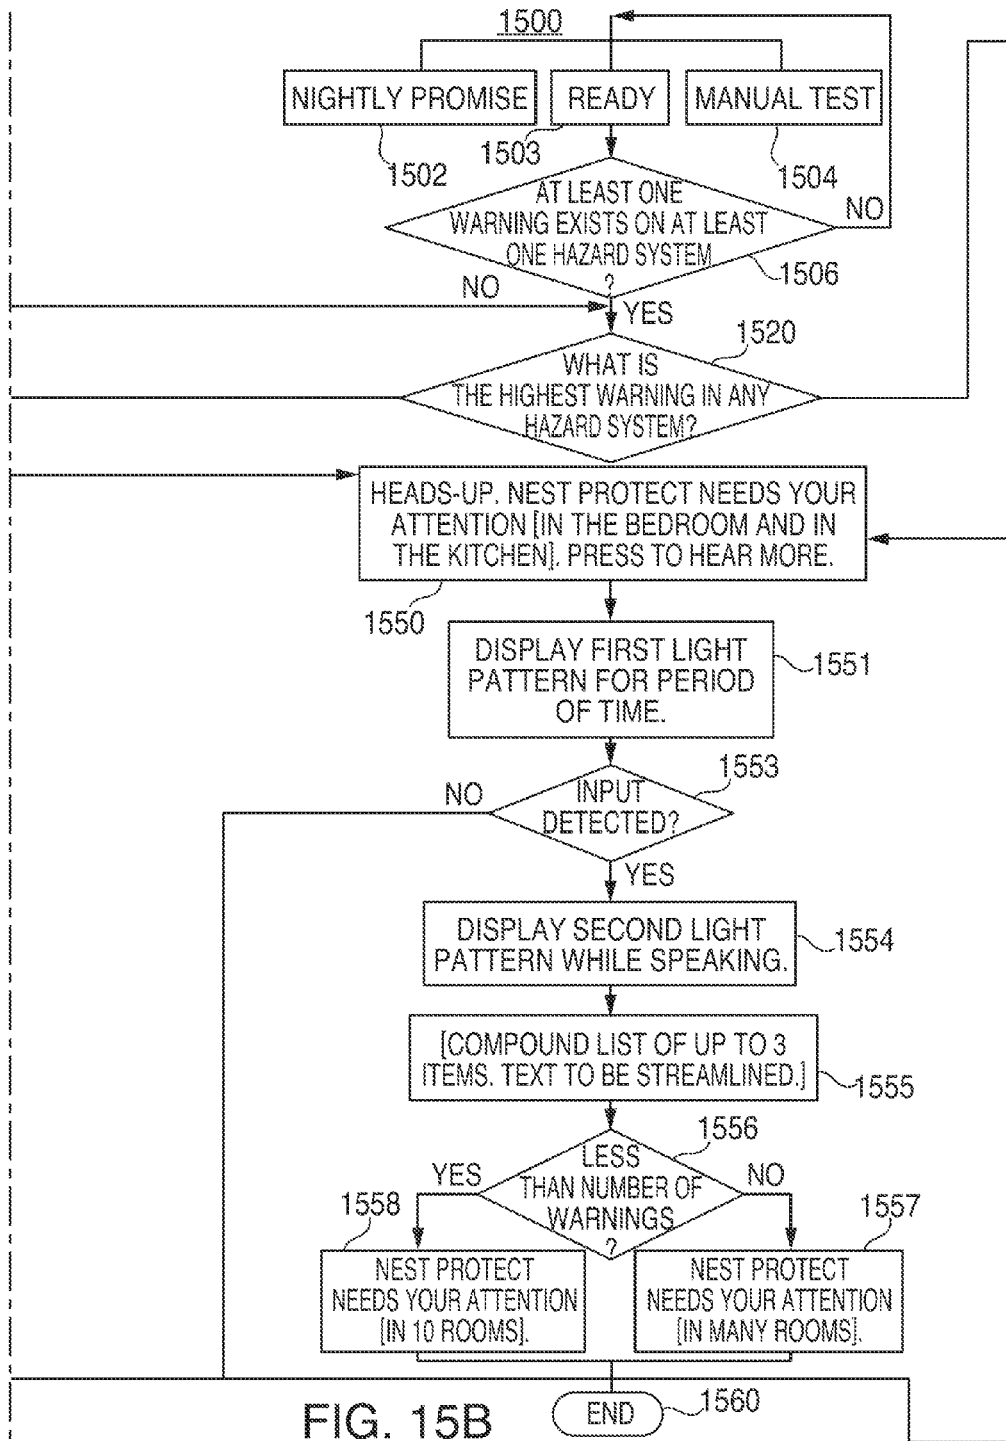 1500
NIGHTLY PROMISE
READY
MANUAL TEST
1502
1503
1504
AT LEAST ONE
WARNING EXISTS ON AT LEAST
ONE HAZARD SYSTEM
?
NO
1506
NO
YES
1520
WHAT IS
THE HIGHEST WARNING IN ANY
HAZARD SYSTEM?
HEADS-UP. NEST PROTECT NEEDS YOUR
ATTENTION [IN THE BEDROOM AND IN
THE KITCHEN]. PRESS TO HEAR MORE.
1550
DISPLAY FIRST LIGHT
PATTERN FOR PERIOD
OF TIME.
1551
1553
NO
INPUT
DETECTED?
YES
DISPLAY SECOND LIGHT
PATTERN WHILE SPEAKING.
1554
[COMPOUND LIST OF UP TO 3
ITEMS. TEXT TO BE STREAMLINED.]
1555
1556
YES
LESS
THAN NUMBER OF
WARNINGS
?
NO
1558
1557
NEST PROTECT
NEEDS YOUR ATTENTION
[IN 10 ROOMS].
NEST PROTECT
NEEDS YOUR ATTENTION
[IN MANY ROOMS].
END
1560
FIG. 15B